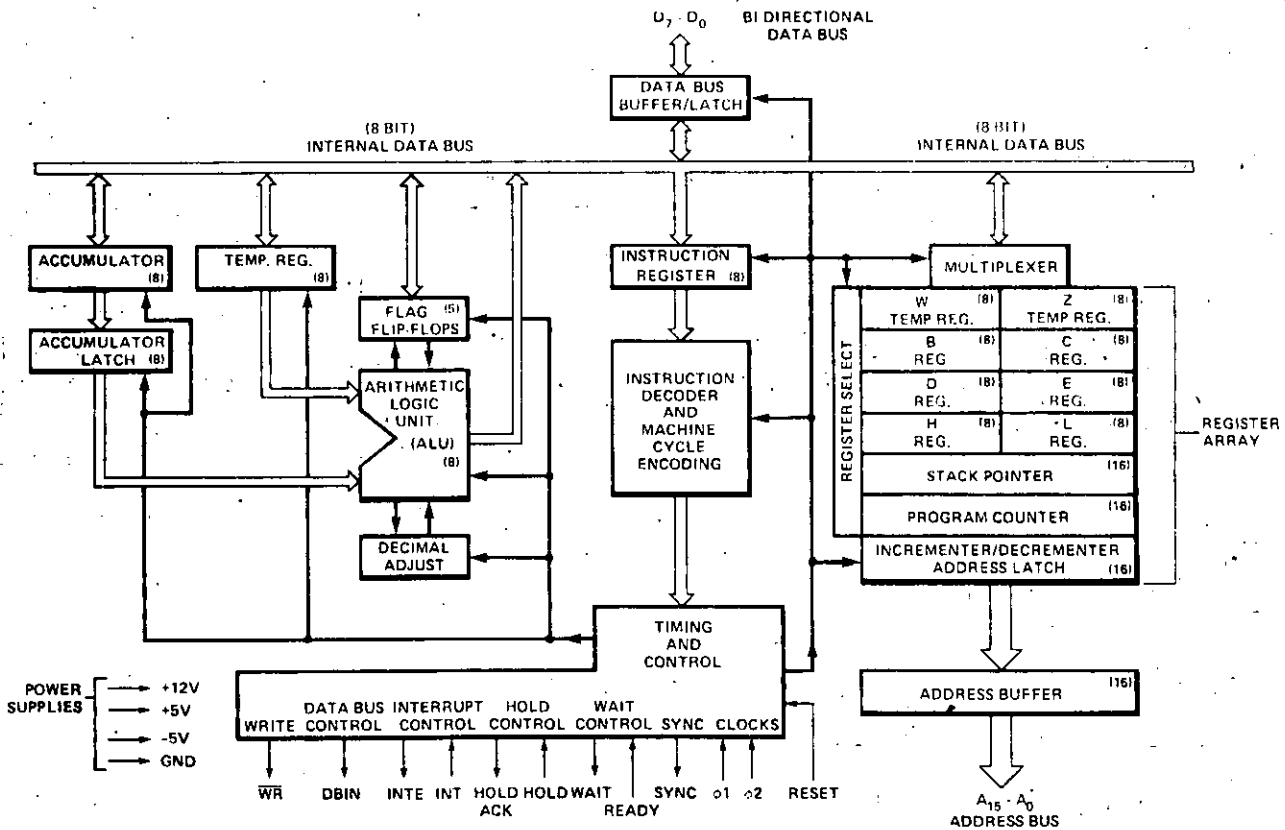 D7 - D0 BI DIRECTIONAL
DATA BUS
DATA BUS
BUFFER/LATCH
(8 BIT)
INTERNAL DATA BUS
(8 BIT)
INTERNAL DATA BUS
ACCUMULATOR
(8)
TEMP. REG.
(8)
INSTRUCTION
REGISTER (8)
MULTIPLEXER
FLAG (5)
FLIP-FLOPS
ACCUMULATOR
LATCH (8)
ARITHMETIC
LOGIC
UNIT
(ALU)
(8)
DECIMAL
ADJUST
INSTRUCTION
DECODER
AND
MACHINE
CYCLE
ENCODING
REGISTER SELECT
W (8)
TEMP REG.
Z (8)
TEMP REG.
B (8)
REG.
C (8)
REG.
D (8)
REG.
E (8)
REG.
H (8)
REG.
L (8)
REG.
STACK POINTER (16)
PROGRAM COUNTER (16)
INCREMENTER/DECREMENTER
ADDRESS LATCH (16)
REGISTER
ARRAY
TIMING
AND
CONTROL
ADDRESS BUFFER (16)
POWER
SUPPLIES
+12V
+5V
-5V
GND
WRITE
DATA BUS
CONTROL
INTERRUPT
CONTROL
HOLD
CONTROL
WAIT
CONTROL
SYNC
CLOCKS
WR DBIN INTE INT HOLD
ACK
HOLD WAIT
READY
SYNC ϕ1 ϕ2 RESET
A15 - A0
ADDRESS BUS